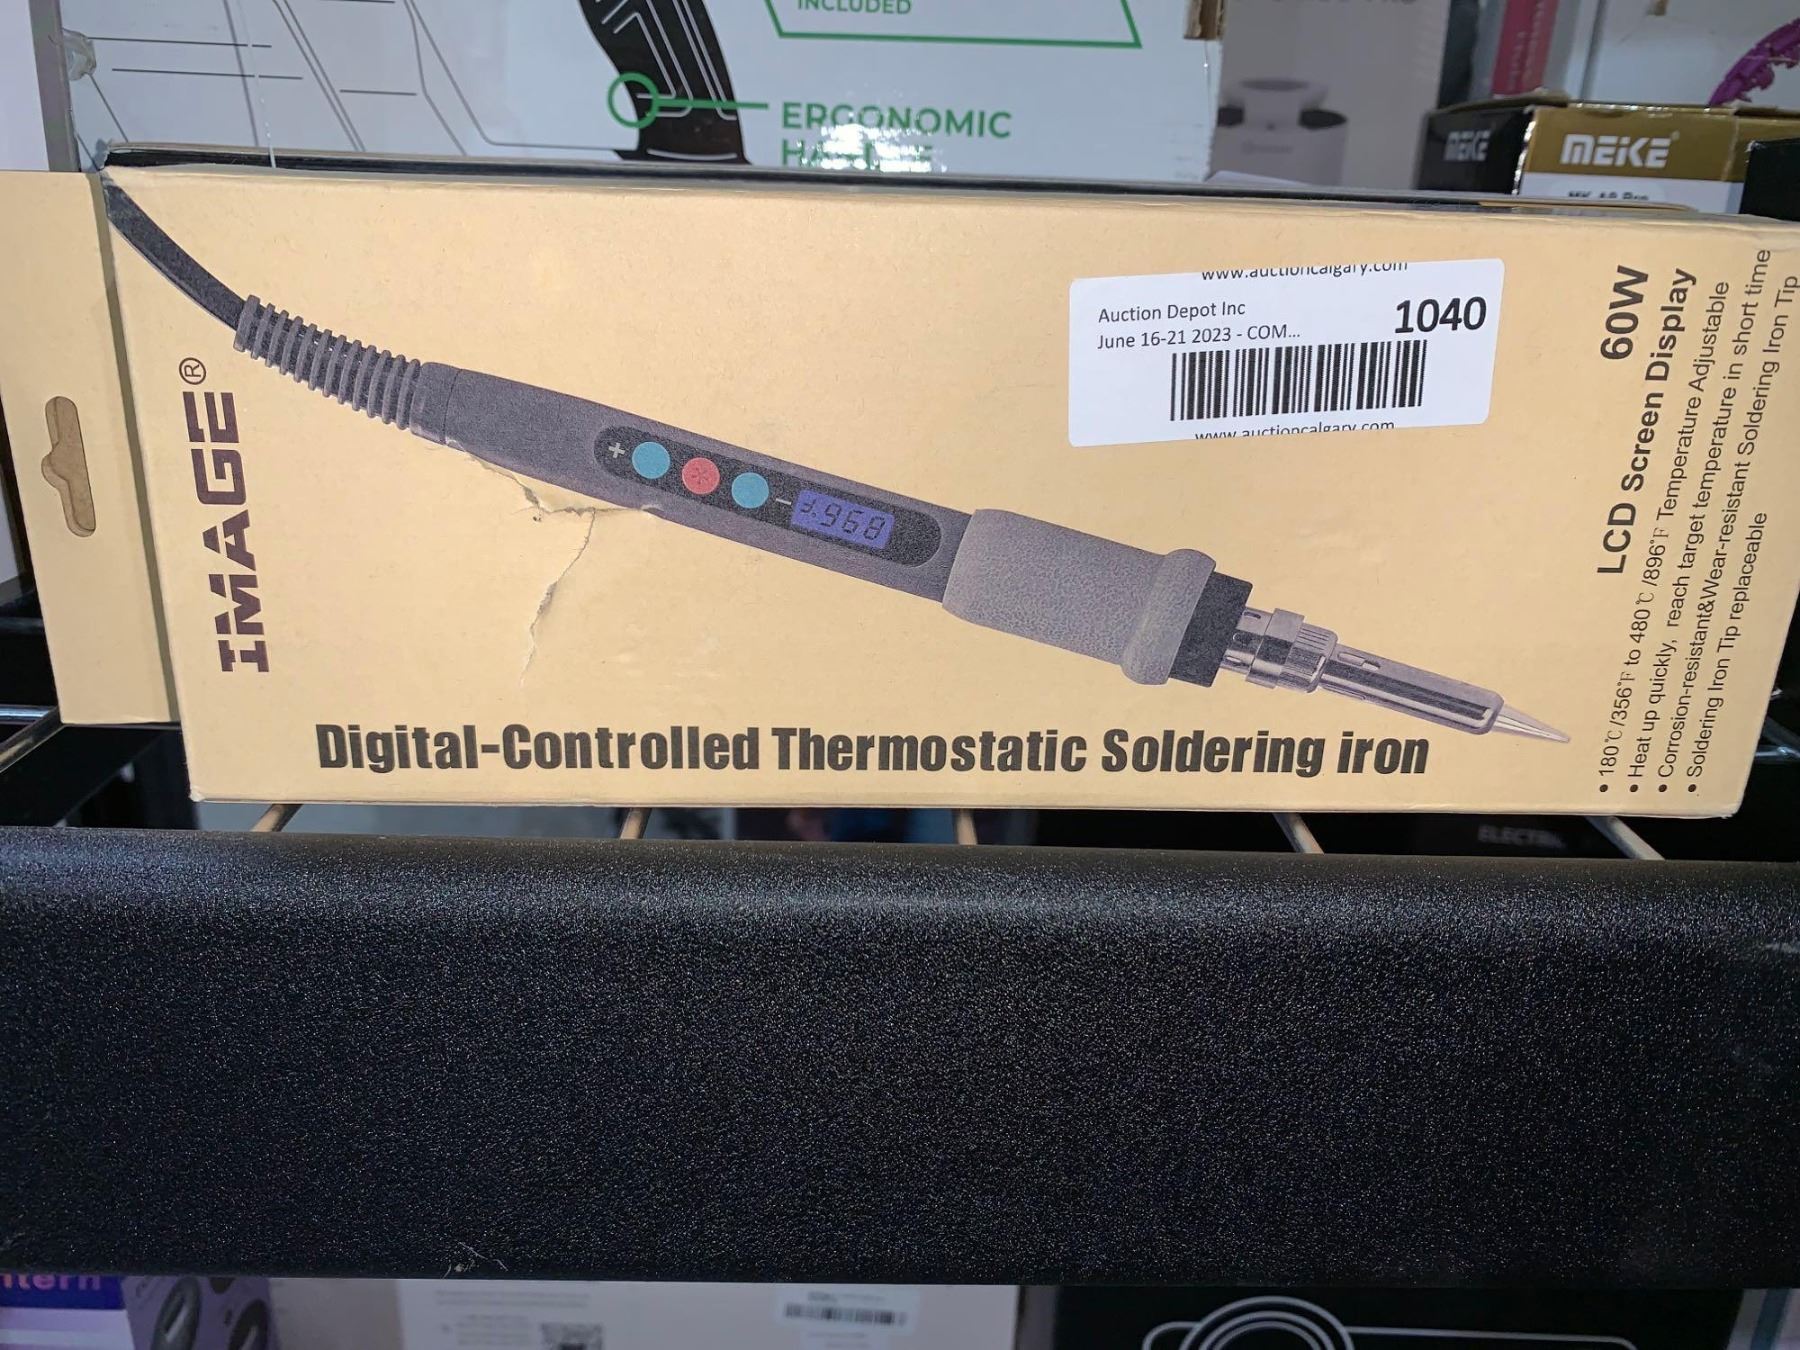 INCLUDED
ERGONOMIC
MEIKE
MEIKE
www.auctioncalgary.com
Auction Depot Inc
1040
June 16-21 2023 - COM...
www.auctioncalgary.com
IMAGE®
+
-
896°F
Digital-Controlled Thermostatic Soldering iron
60W
LCD Screen Display
• 180℃/356℉ to 480℃/896℉ Temperature Adjustable
• Heat up quickly, reach target temperature in short time
• Corrosion-resistant&Wear-resistant Soldering Iron Tip
• Soldering Iron Tip replaceable